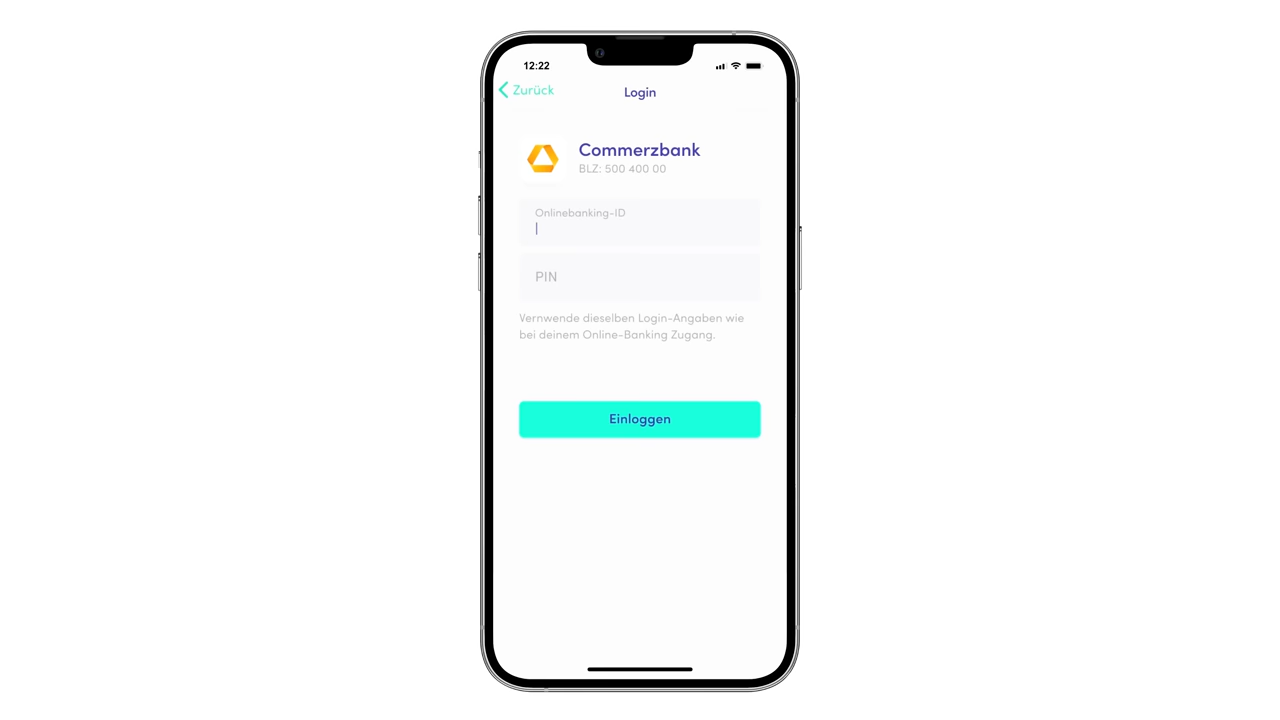 12:22
Zurück
Login
Commerzbank
BLZ: 500 400 00
Onlinebanking-ID
PIN
Vernwende dieselben Login-Angaben wie
bei deinem Online-Banking Zugang.
Einloggen